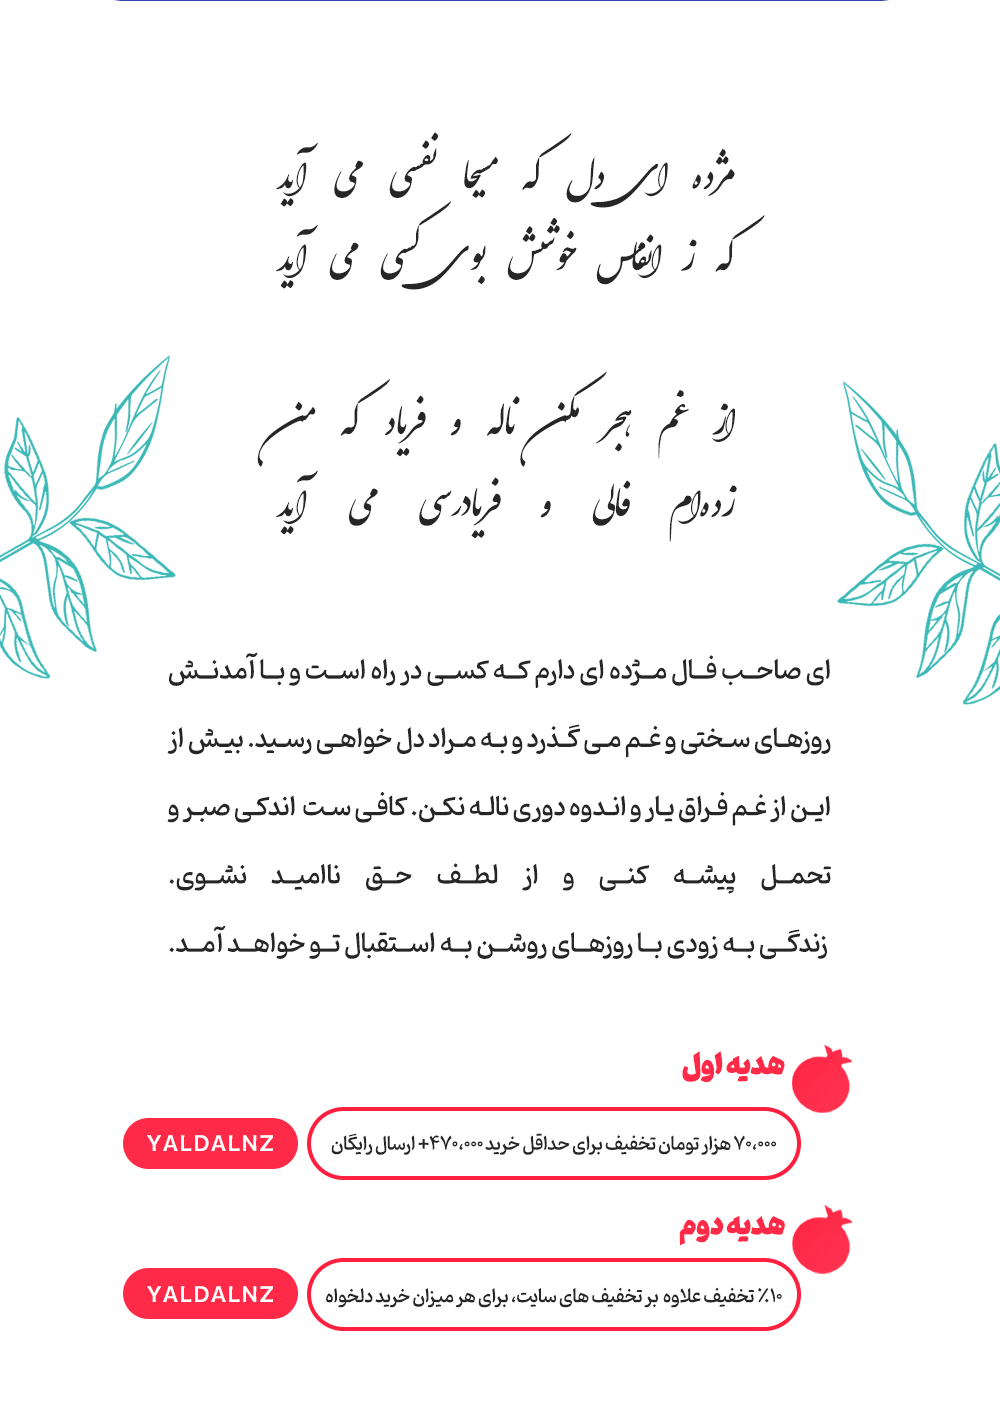 مژده ای دل که مسیحا نفسی می آید
که ز انفاس خوشش بوی کسی می آید
از غم هجر مکن ناله و فریاد که من
زده‌ام فالی و فریادرسی می آید
ای صاحب فال مژده ای دارم که کسی در راه است و با آمدنش
روزهای سختی و غم می گذرد و به مراد دل خواهی رسید. بیش از
این از غم فراق یار و اندوه دوری ناله نکن. کافی ست اندکی صبر و
تحمل پیشه کنی و از لطف حق ناامید نشوی.
زندگی به زودی با روزهای روشن به استقبال تو خواهد آمد.
هدیه اول
۷۰،۰۰۰ هزار تومان تخفیف برای حداقل خرید ۴۷۰،۰۰۰+ ارسال رایگان
YALDALNZ
هدیه دوم
۱۰٪ تخفیف علاوه بر تخفیف های سایت، برای هر میزان خرید دلخواه
YALDALNZ